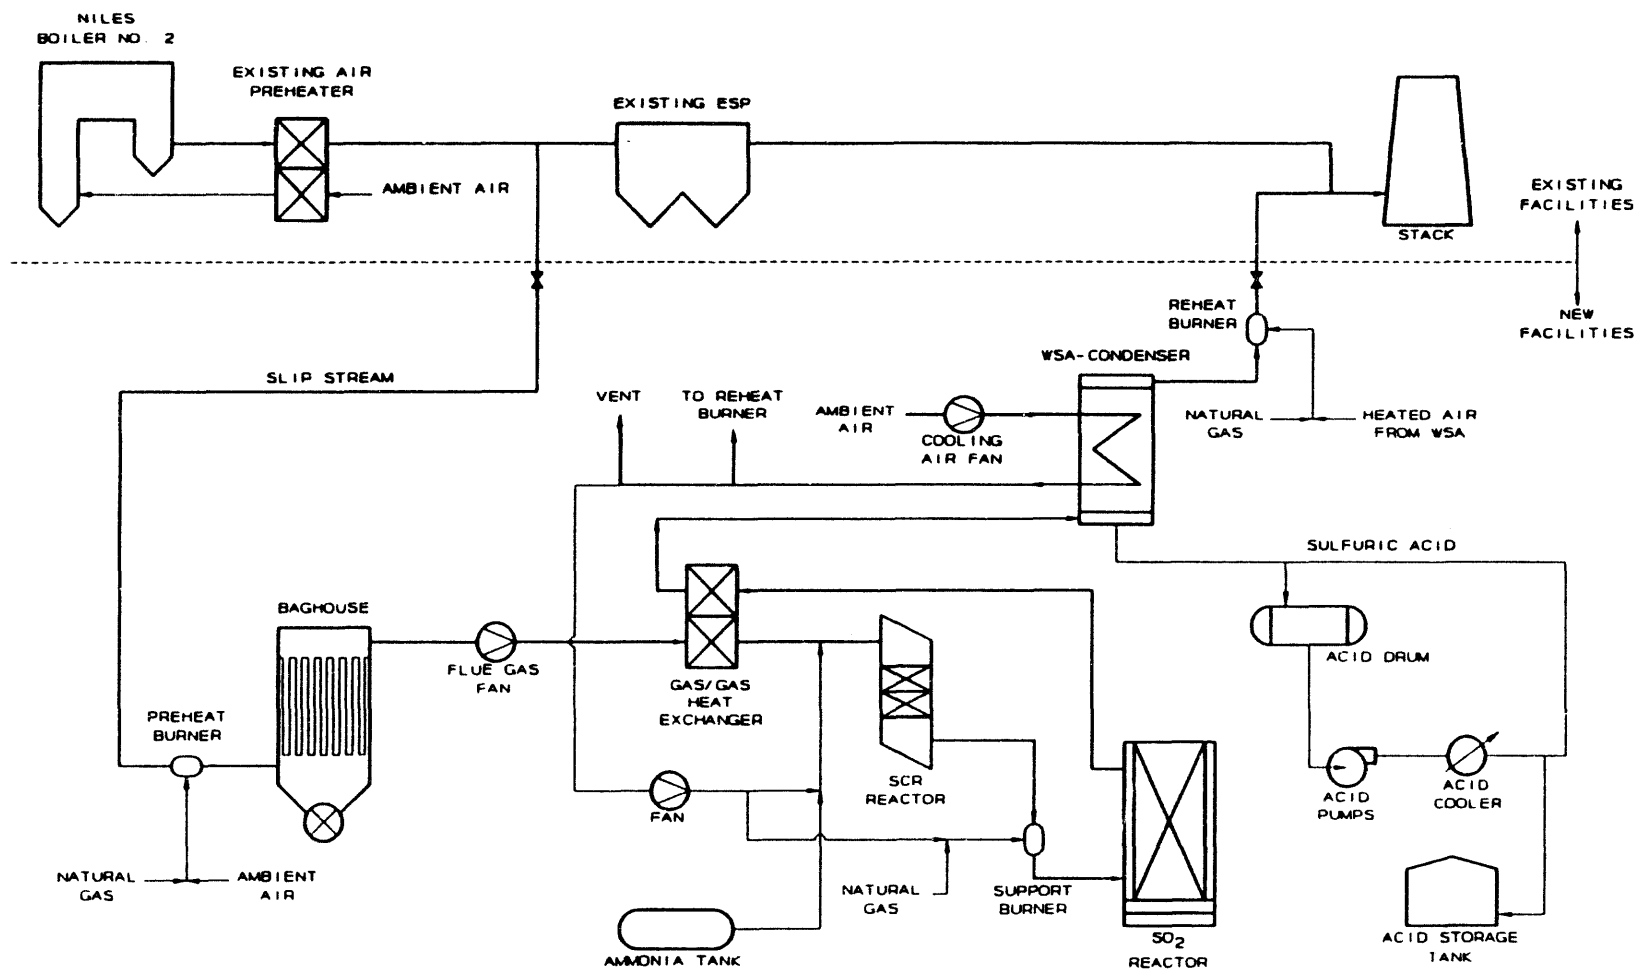 NILES
BOILER NO. 2
EXISTING AIR
PREHEATER
EXISTING ESP
AMBIENT AIR
STACK
EXISTING
FACILITIES
NEW
FACILITIES
REHEAT
BURNER
WSA-CONDENSER
SLIP STREAM
VENT
TO REHEAT
BURNER
AMBIENT
AIR
COOLING
AIR FAN
NATURAL
GAS
HEATED AIR
FROM WSA
SULFURIC ACID
BAGHOUSE
FLUE GAS
FAN
GAS/GAS
HEAT
EXCHANGER
ACID DRUM
PREHEAT
BURNER
SCR
REACTOR
FAN
ACID
PUMPS
ACID
COOLER
NATURAL
GAS
AMBIENT
AIR
NATURAL
GAS
SUPPORT
BURNER
AMMONIA TANK
SO2
REACTOR
ACID STORAGE
TANK